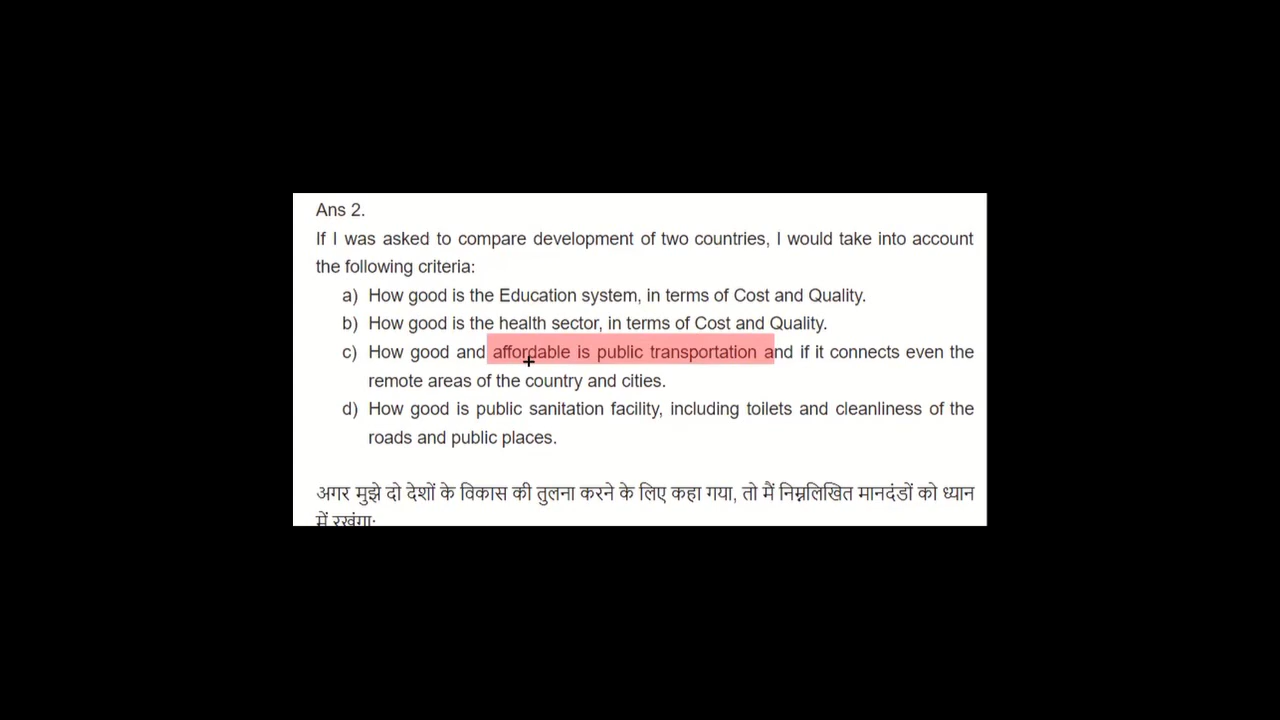 Ans 2.
If I was asked to compare development of two countries, I would take into account
the following criteria:
a) How good is the Education system, in terms of Cost and Quality.
b) How good is the health sector, in terms of Cost and Quality.
c) How good and affordable is public transportation and if it connects even the
remote areas of the country and cities.
d) How good is public sanitation facility, including toilets and cleanliness of the
roads and public places.
अगर मुझे दो देशों के विकास की तुलना करने के लिए कहा गया, तो मैं निम्नलिखित मानदंडों को ध्यान
में रखूंगा: